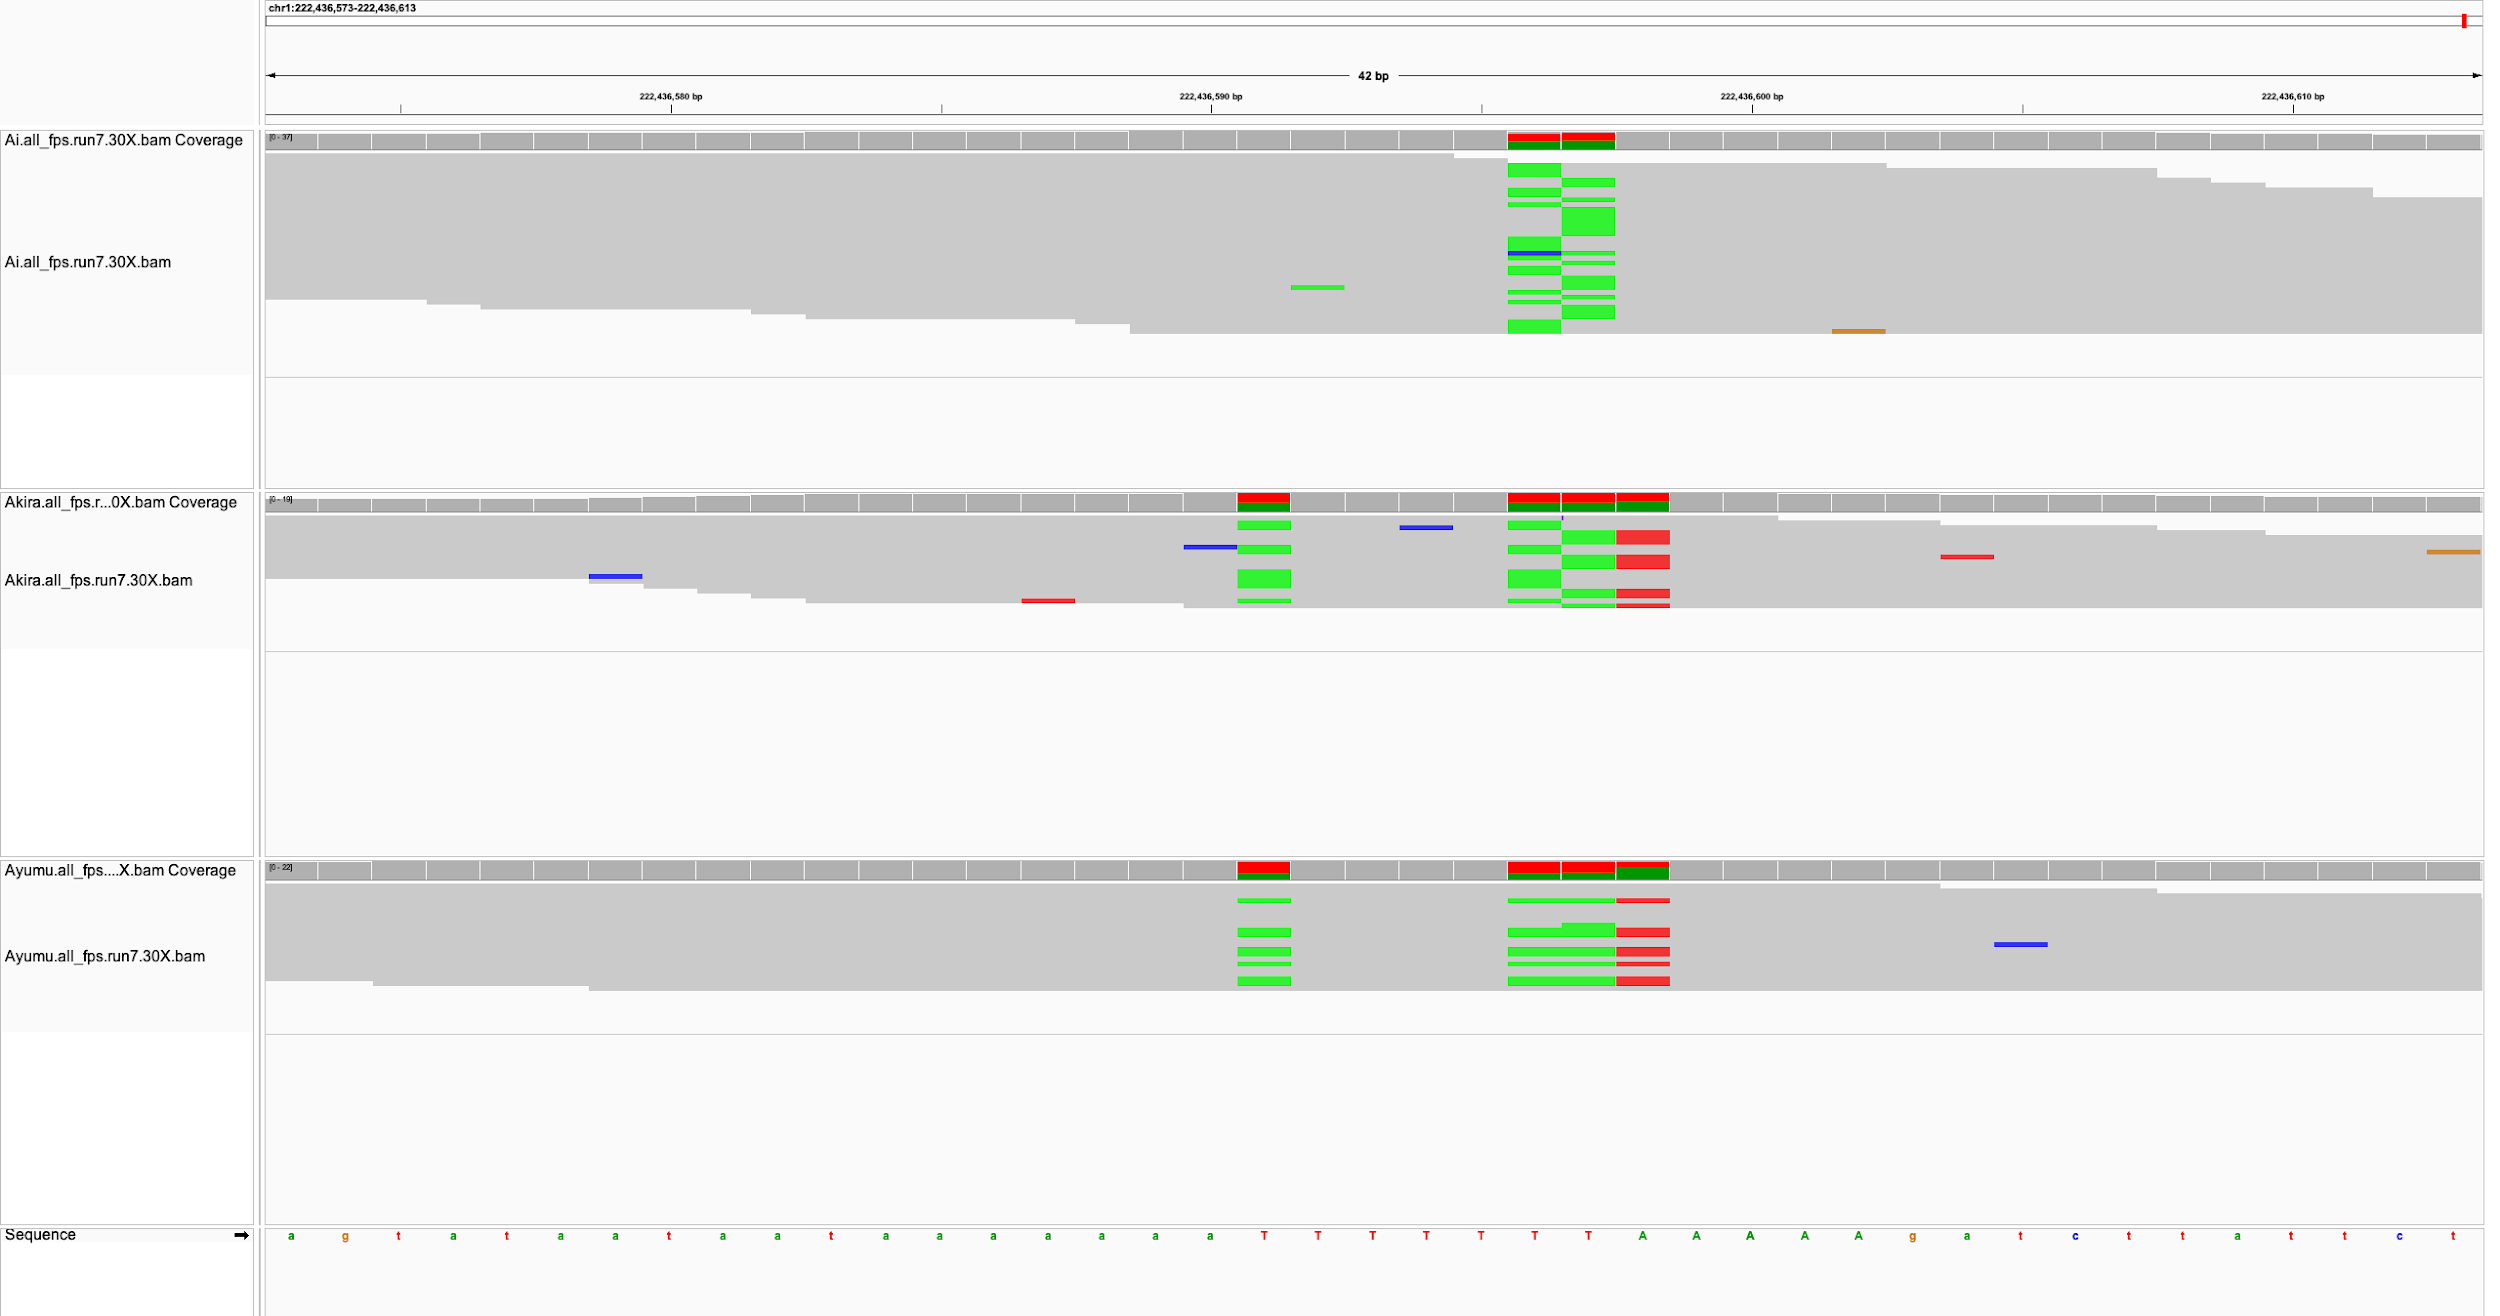 chr1:222,436,573-222,436,613
42 bp
222,436,580 bp 222,436,590 bp 222,436,600 bp 222,436,610 bp
Ai.all_fps.run7.30X.bam Coverage
[0 - 37]
Ai.all_fps.run7.30X.bam
Akira.all_fps.r...0X.bam Coverage
[0 - 19]
Akira.all_fps.run7.30X.bam
Ayumu.all_fps....X.bam Coverage
[0 - 22]
Ayumu.all_fps.run7.30X.bam
Sequence
a g t a t a a t a a t a a a a a a a T T T T T T T A A A A A g a t c t t a t t c t